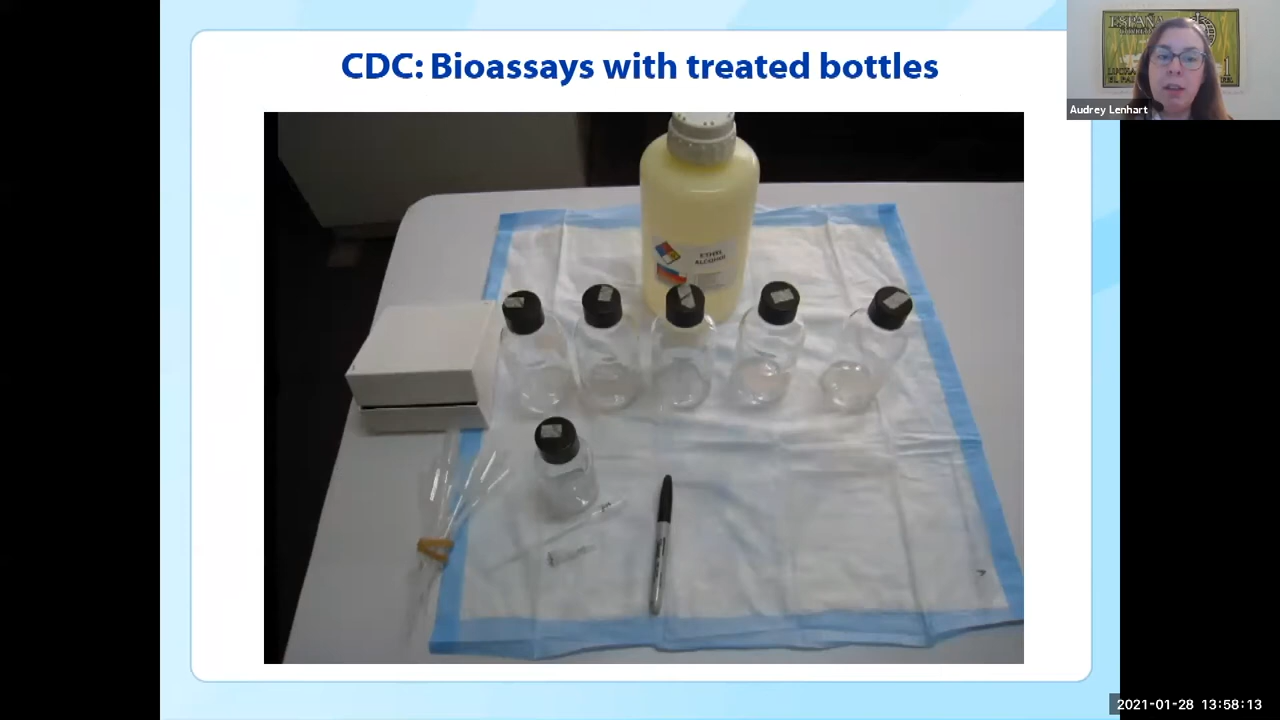 CDC: Bioassays with treated bottles
ESPAÑA
Audrey Lenhart
ETHYL
ALCOHOL
2021-01-28 13:58:13